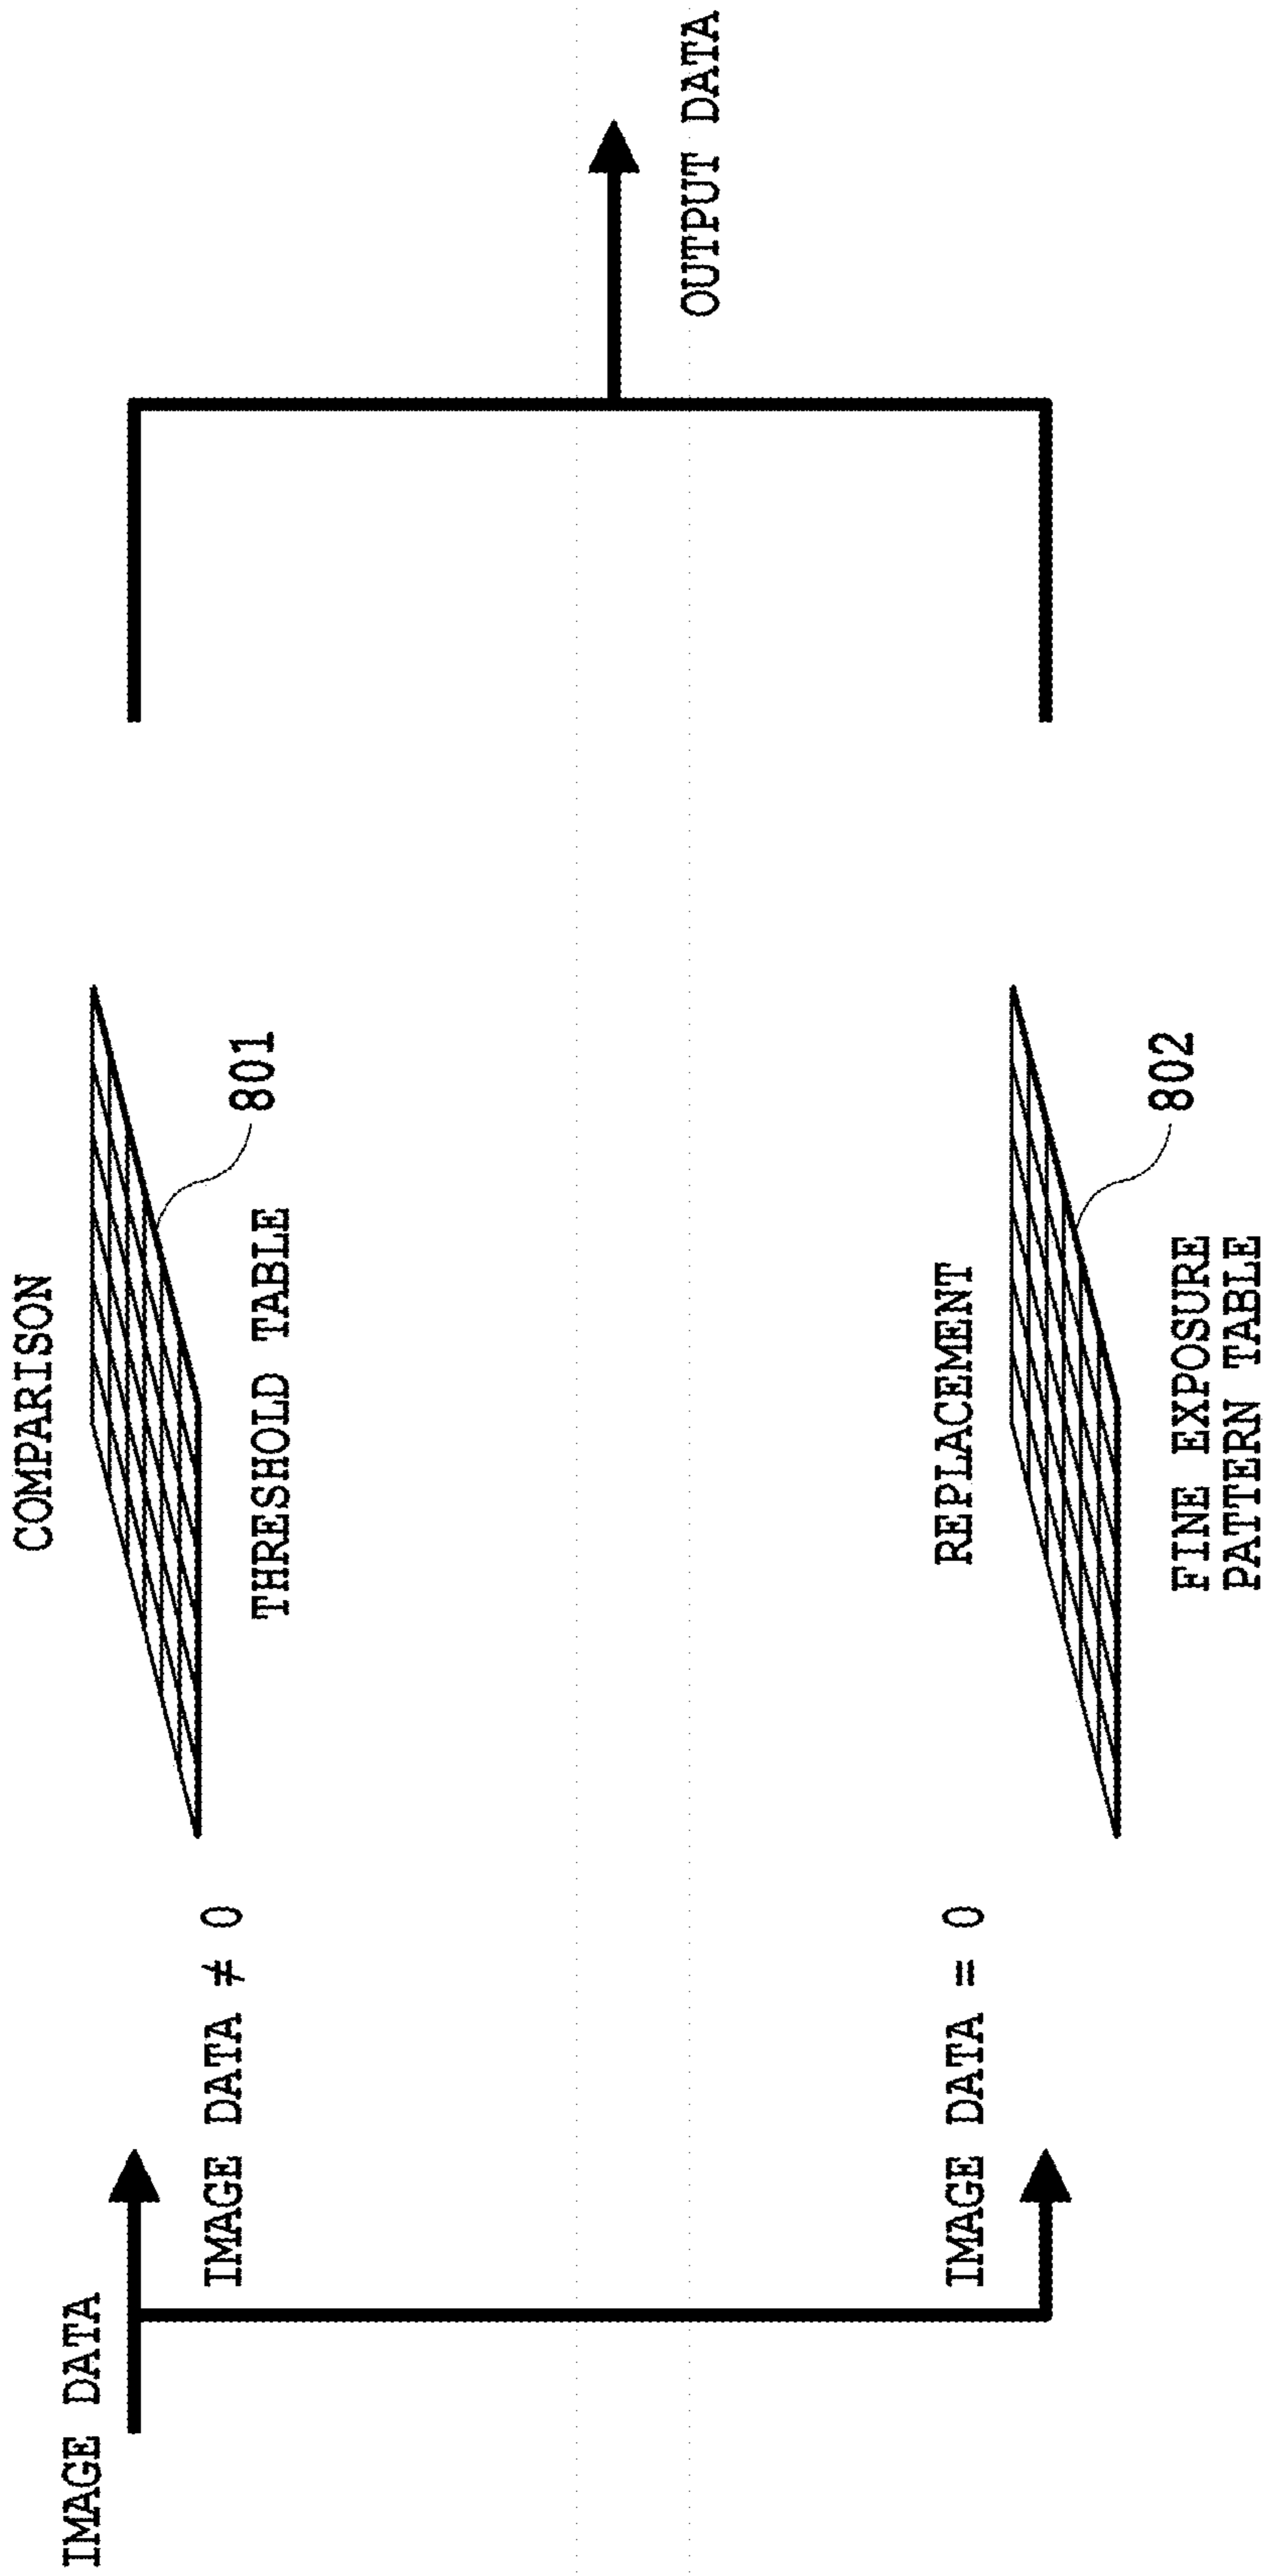 IMAGE DATA
IMAGE DATA ≠ 0
COMPARISON
801
THRESHOLD TABLE
IMAGE DATA = 0
REPLACEMENT
802
FINE EXPOSURE
PATTERN TABLE
OUTPUT DATA